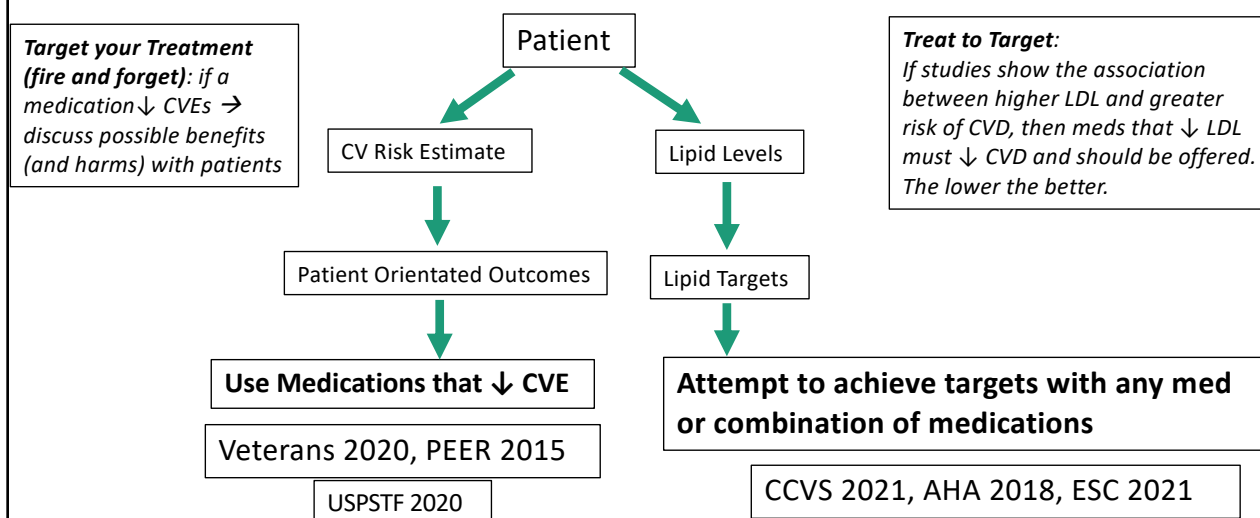 Patient
Target your Treatment
(fire and forget): if a
medication↓ CVEs →
discuss possible benefits
(and harms) with patients
Treat to Target:
If studies show the association
between higher LDL and greater
risk of CVD, then meds that ↓ LDL
must ↓ CVD and should be offered.
The lower the better.
CV Risk Estimate
Lipid Levels
Patient Orientated Outcomes
Lipid Targets
Use Medications that ↓ CVE
Attempt to achieve targets with any med
or combination of medications
Veterans 2020, PEER 2015
USPSTF 2020
CCVS 2021, AHA 2018, ESC 2021